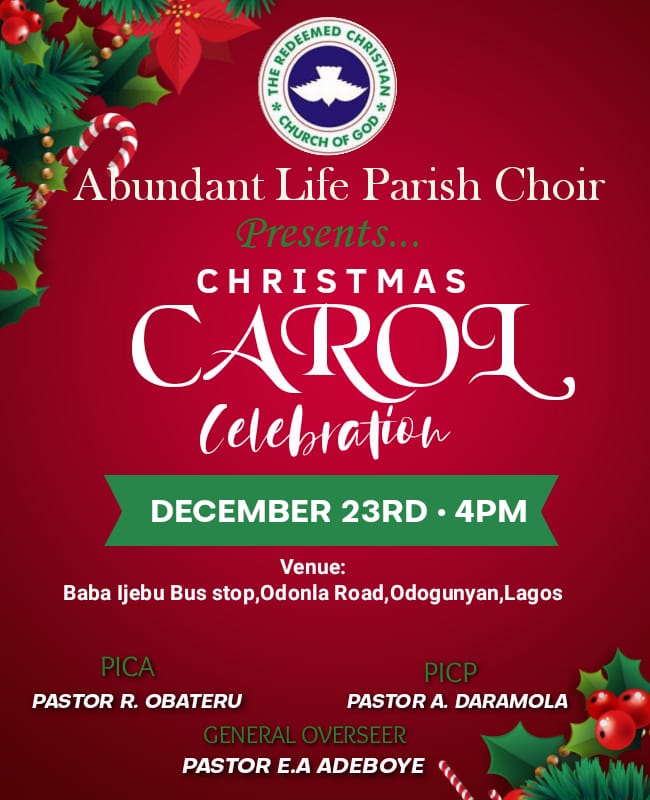 THE REDEEMED CHRISTIAN
CHURCH OF GOD
Abundant Life Parish Choir
Presents...
CHRISTMAS
CAROL
Celebration
DECEMBER 23RD • 4PM
Venue:
Baba Ijebu Bus stop,Odonla Road,Odogunyan,Lagos
PICA
PICP
PASTOR R. OBATERU
PASTOR A. DARAMOLA
GENERAL OVERSEER
PASTOR E.A ADEBOYE